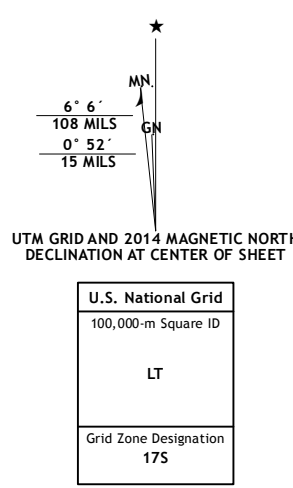 MN.
6° 6´
108 MILS
GN
0° 52´
15 MILS
UTM GRID AND 2014 MAGNETIC NORTH
DECLINATION AT CENTER OF SHEET
U.S. National Grid
100,000-m Square ID
LT
Grid Zone Designation
17S